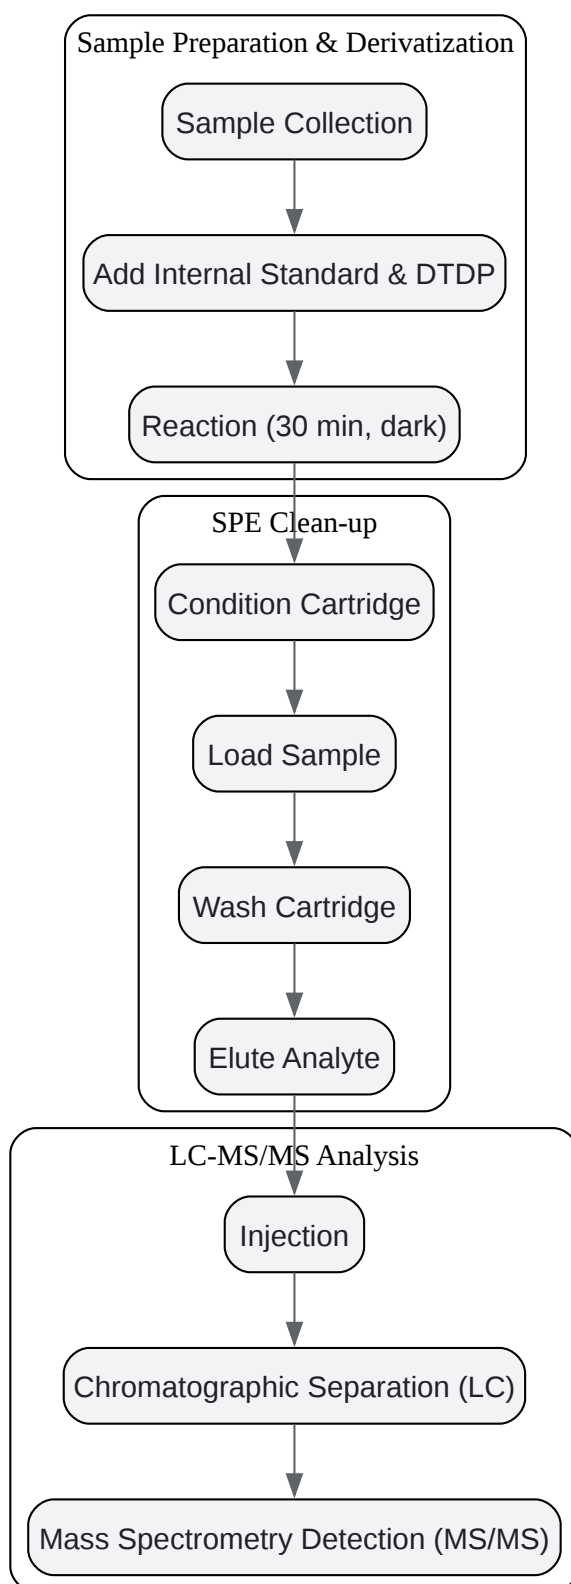 Sample Preparation & Derivatization
Sample Collection
Add Internal Standard & DTDP
Reaction (30 min, dark)
SPE Clean-up
Condition Cartridge
Load Sample
Wash Cartridge
Elute Analyte
LC-MS/MS Analysis
Injection
Chromatographic Separation (LC)
Mass Spectrometry Detection (MS/MS)